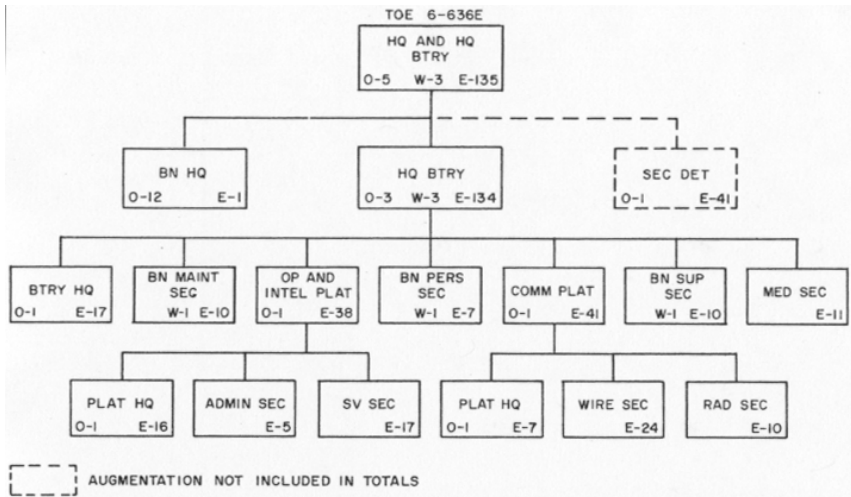 TOE 6-636E
HQ AND HQ
BTRY
O-5 W-3 E-135
BN HQ
O-12 E-1
HQ BTRY
O-3 W-3 E-134
SEC DET
O-1 E-41
BTRY HQ
O-1 E-17
BN MAINT
SEC
W-1 E-10
OP AND
INTEL PLAT
O-1 E-38
BN PERS
SEC
W-1 E-7
COMM PLAT
O-1 E-41
BN SUP
SEC
W-1 E-10
MED SEC
E-11
PLAT HQ
O-1 E-16
ADMIN SEC
E-5
SV SEC
E-17
PLAT HQ
O-1 E-7
WIRE SEC
E-24
RAD SEC
E-10
AUGMENTATION NOT INCLUDED IN TOTALS